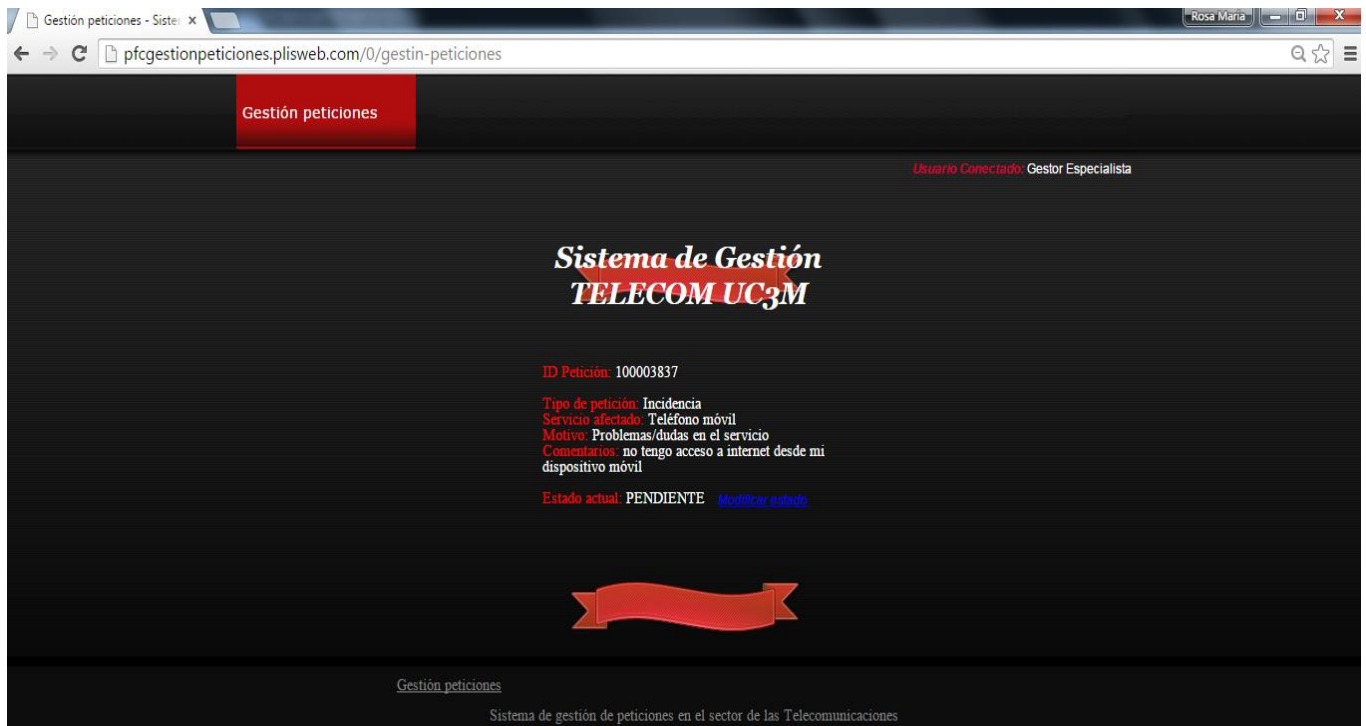 Gestión peticiones - Sister
Rosa María
pfcgestionpeticiones.plisweb.com/0/gestin-peticiones
Gestión peticiones
Usuario Conectado: Gestor Especialista
Sistema de Gestión
TELECOM UC3M
ID Petición: 100003837
Tipo de petición: Incidencia
Servicio afectado: Teléfono móvil
Motivo: Problemas/dudas en el servicio
Comentarios: no tengo acceso a internet desde mi
dispositivo móvil
Estado actual: PENDIENTE Modificar estado
Gestión peticiones
Sistema de gestión de peticiones en el sector de las Telecomunicaciones